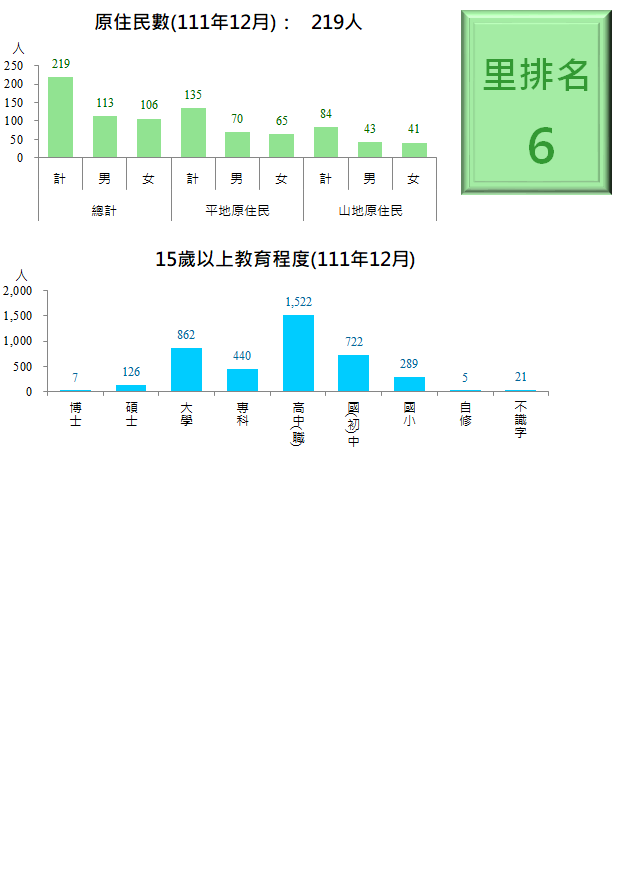 原住民數(111年12月)： 219人
里排名
6
人
250
200
150
100
50
0
219
113
106
135
70
65
84
43
41
計 男 女 計 男 女 計 男 女
總計 平地原住民 山地原住民
15歲以上教育程度(111年12月)
人
2,000
1,500
1,000
500
0
7
126
862
440
1,522
722
289
5
21
博士
碩士
大學
專科
高中(職)
國(初)中
國小
自修
不識字